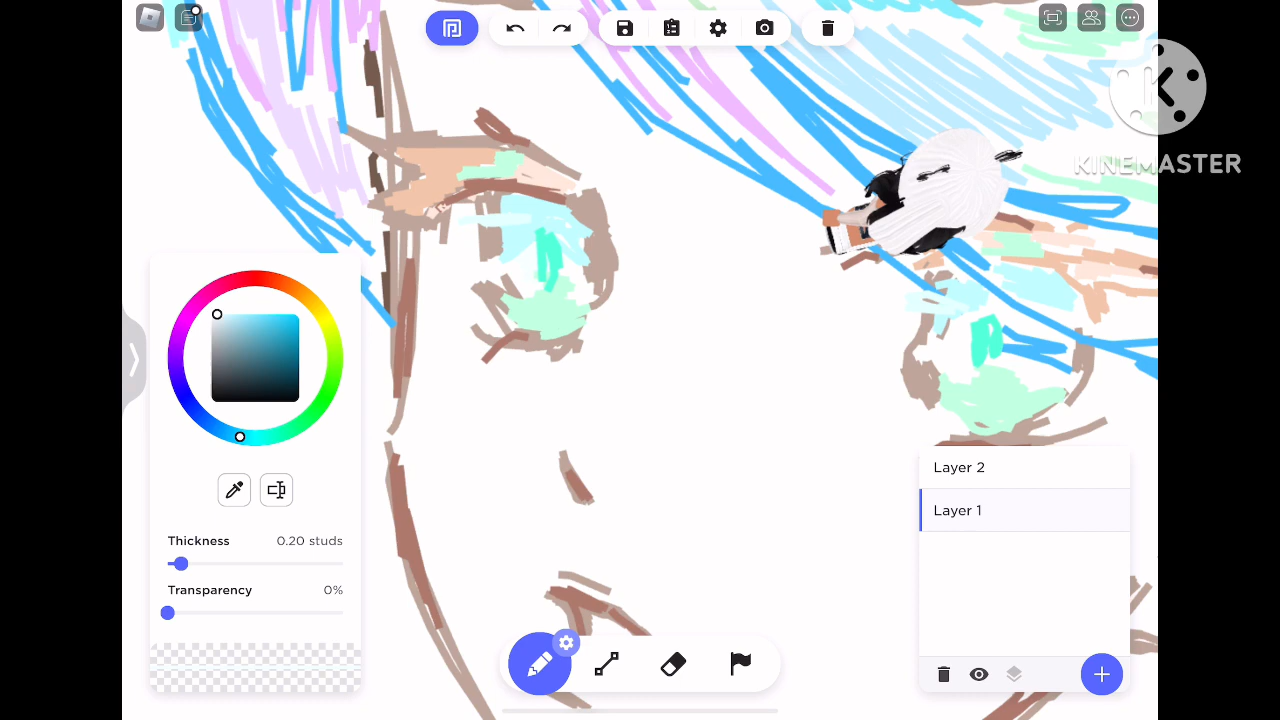 KINEMASTER
Thickness 0.20 studs
Transparency 0%
Layer 2
Layer 1